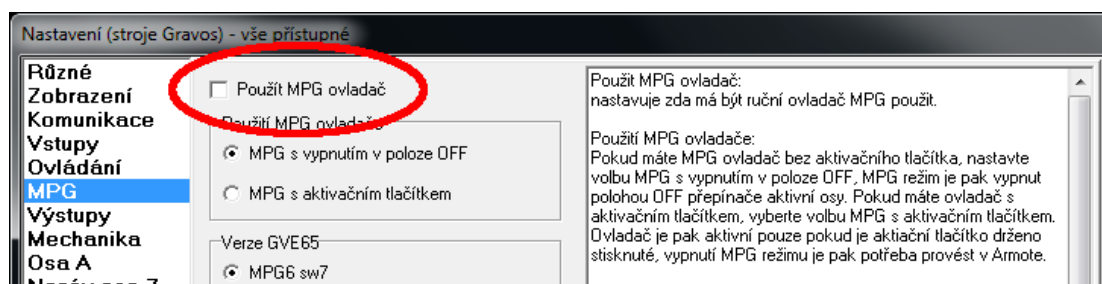 Nastavení (stroje Gravos) - vše přístupné
Různé
Zobrazení
Komunikace
Vstupy
Ovládání
MPG
Výstupy
Mechanika
Osa A
Použít MPG ovladač
Použití MPG ovladače
MPG s vypnutím v poloze OFF
MPG s aktivačním tlačítkem
Verze GVE65
MPG6 sw7
Použit MPG ovladač:
nastavuje zda má být ruční ovladač MPG použit.
Použití MPG ovladače:
Pokud máte MPG ovladač bez aktivačního tlačítka, nastavte
volbu MPG s vypnutím v poloze OFF, MPG režim je pak vypnut
polohou OFF přepínače aktivní osy. Pokud máte ovladač s
aktivačním tlačítkem, vyberte volbu MPG s aktivačním tlačítkem.
Ovladač je pak aktivní pouze pokud je aktiační tlačítko drženo
stisknuté, vypnutí MPG režimu je pak potřeba provést v Armote.